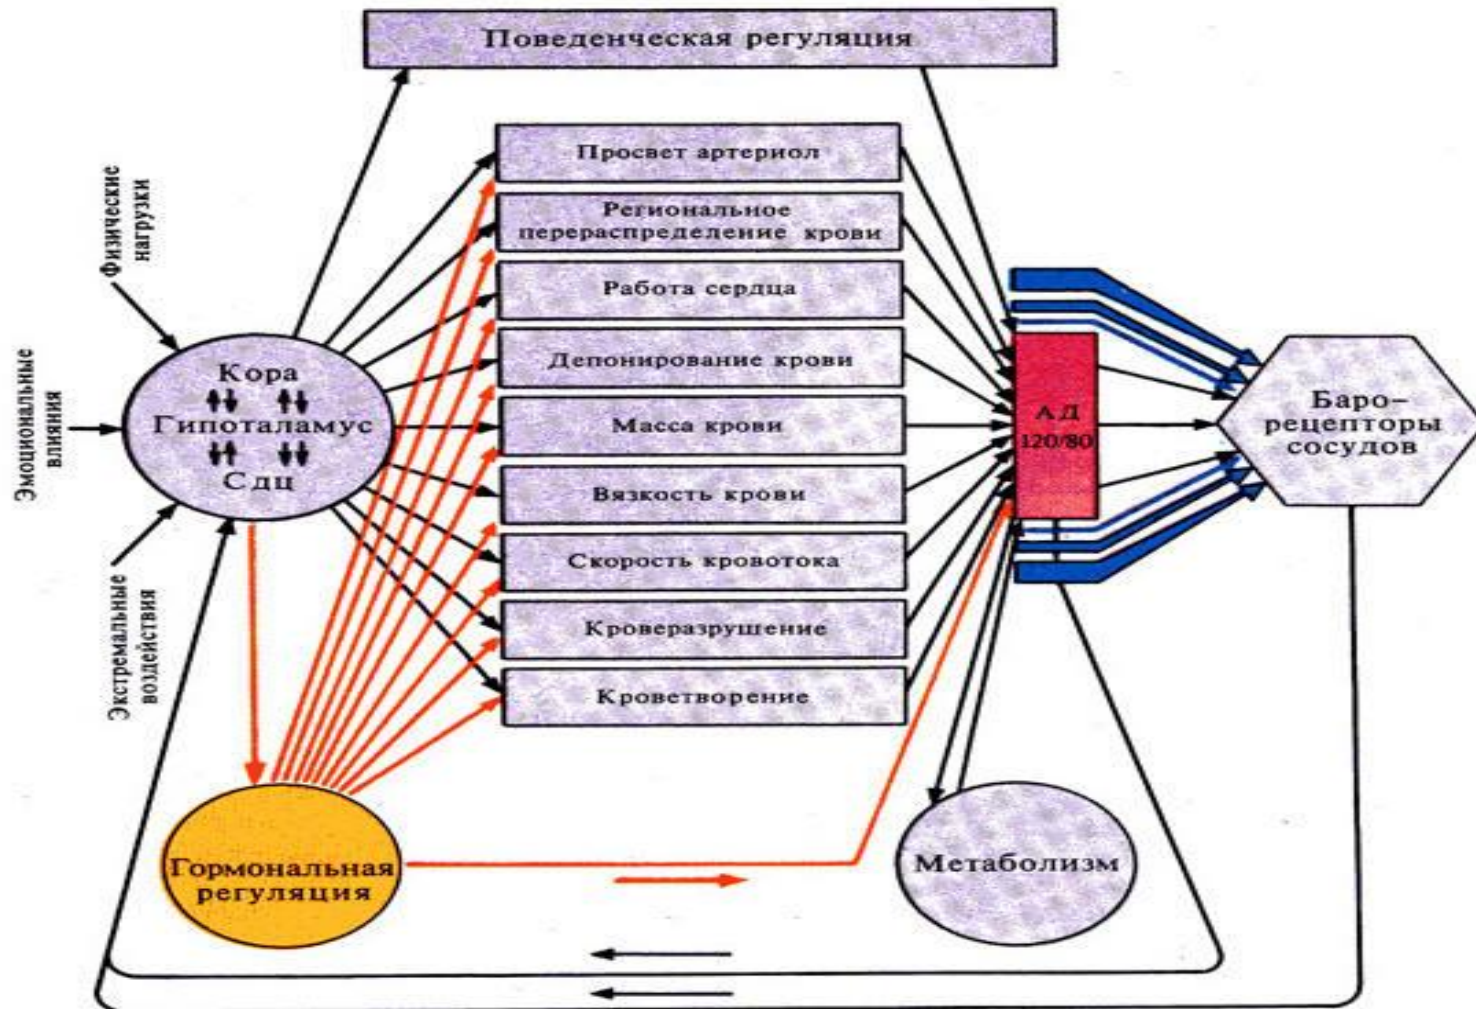 Поведенческая регуляция
Просвет артериол
Региональное
перераспределение крови
Работа сердца
Депонирование крови
Масса крови
Вязкость крови
Скорость кровотока
Кроверазрушение
Кроветворение
Физические
нагрузки
Эмоциональные
влияния
Экстремальные
воздействия
Кора
Гипоталамус
Сдц
Гормональная
регуляция
АД
120/80
Баро-
рецепторы
сосудов
Метаболизм